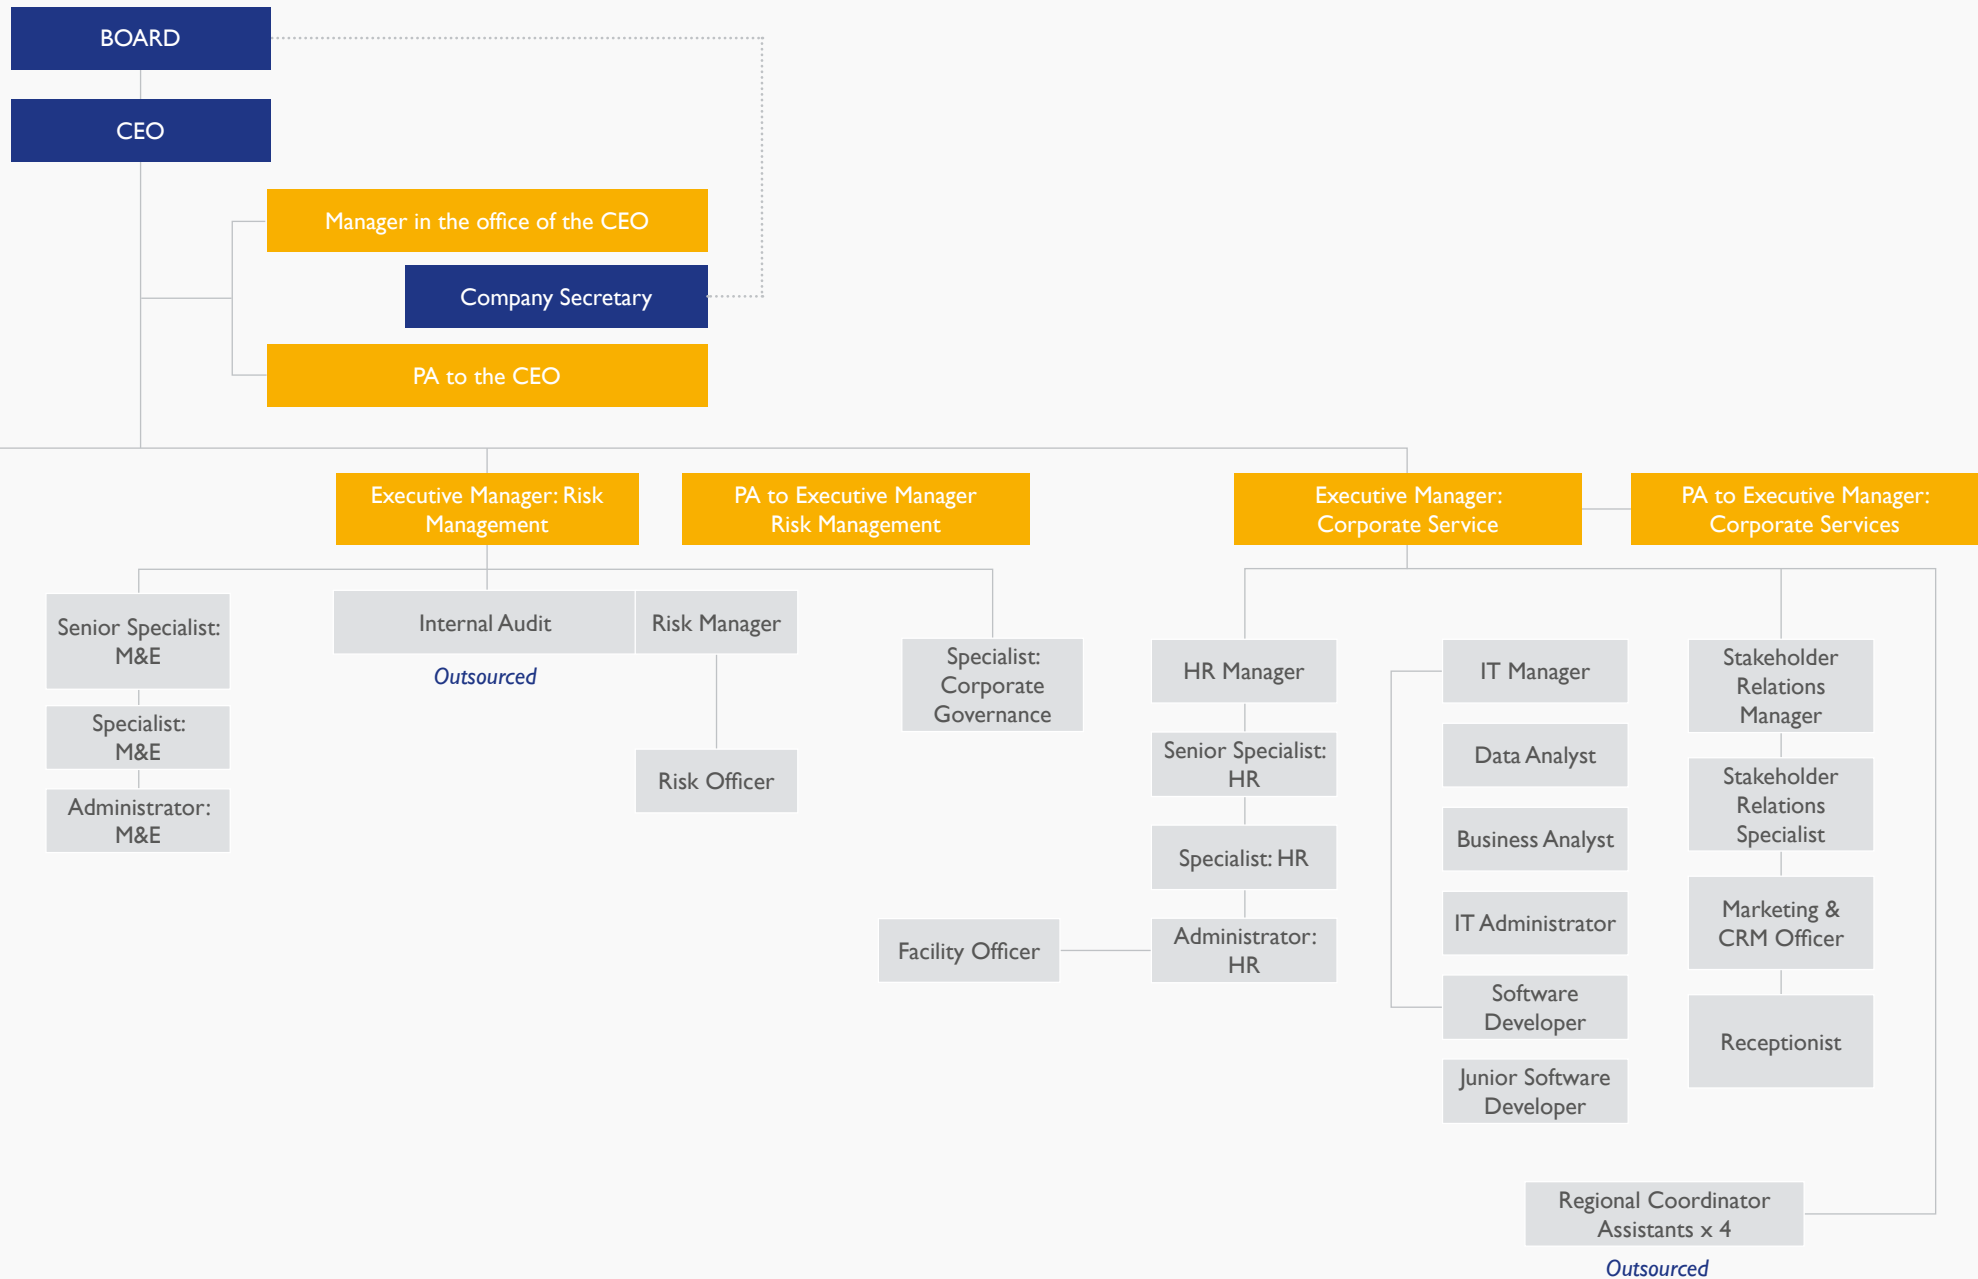 BOARD
CEO
Manager in the office of the CEO
Company Secretary
PA to the CEO
Executive Manager: Risk
Management
PA to Executive Manager
Risk Management
Executive Manager:
Corporate Service
PA to Executive Manager:
Corporate Services
Senior Specialist:
M&E
Specialist:
M&E
Administrator:
M&E
Internal Audit
Outsourced
Risk Manager
Risk Officer
Specialist:
Corporate
Governance
HR Manager
Senior Specialist:
HR
Specialist: HR
Administrator:
HR
Facility Officer
IT Manager
Data Analyst
Business Analyst
IT Administrator
Software
Developer
Junior Software
Developer
Stakeholder
Relations
Manager
Stakeholder
Relations
Specialist
Marketing &
CRM Officer
Receptionist
Regional Coordinator
Assistants x 4
Outsourced